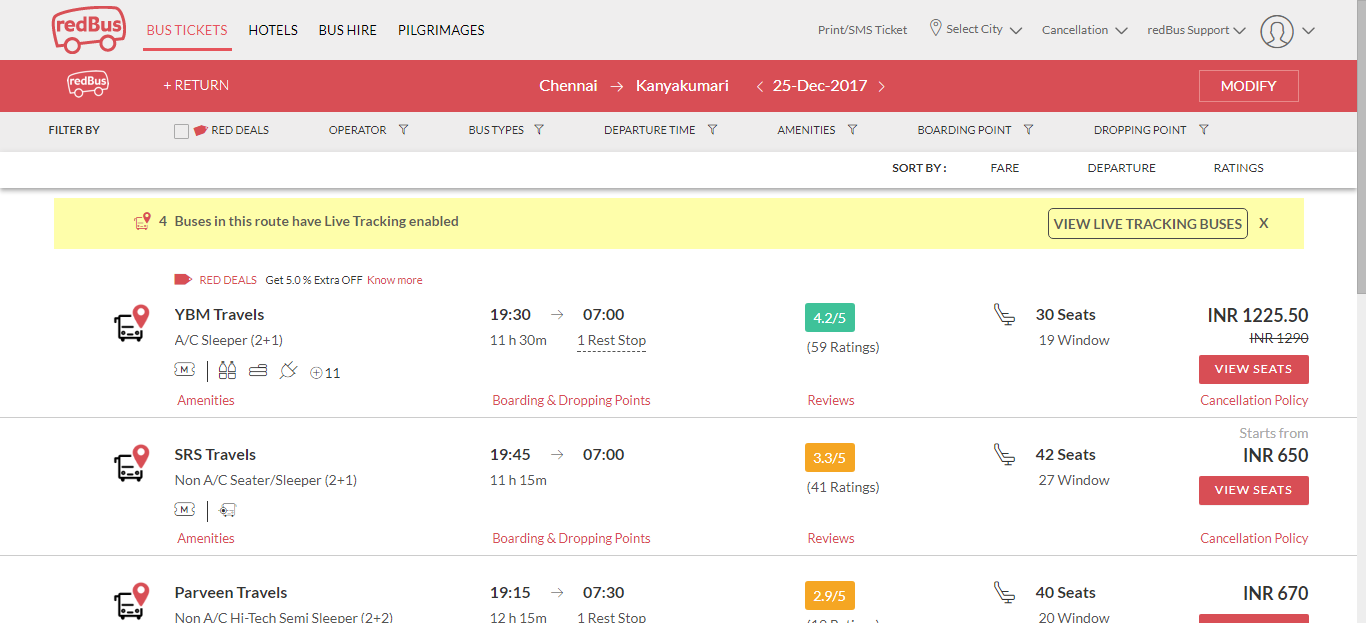 redBus BUS TICKETS HOTELS BUS HIRE PILGRIMAGES Print/SMS Ticket Select City Cancellation redBus Support
redBus + RETURN Chennai → Kanyakumari < 25-Dec-2017 > MODIFY
FILTER BY RED DEALS OPERATOR BUS TYPES DEPARTURE TIME AMENITIES BOARDING POINT DROPPING POINT
SORT BY : FARE DEPARTURE RATINGS
4 Buses in this route have Live Tracking enabled VIEW LIVE TRACKING BUSES X
RED DEALS Get 5.0 % Extra OFF Know more
YBM Travels 19:30 → 07:00 4.2/5 30 Seats INR 1225.50
A/C Sleeper (2+1) 11 h 30m 1 Rest Stop (59 Ratings) 19 Window INR 1290
M +11 VIEW SEATS
Amenities Boarding & Dropping Points Reviews Cancellation Policy
Starts from
SRS Travels 19:45 → 07:00 3.3/5 42 Seats INR 650
Non A/C Seater/Sleeper (2+1) 11 h 15m (41 Ratings) 27 Window VIEW SEATS
M
Amenities Boarding & Dropping Points Reviews Cancellation Policy
Parveen Travels 19:15 → 07:30 2.9/5 40 Seats INR 670
Non A/C Hi-Tech Semi Sleeper (2+2) 12 h 15m 1 Rest Stop 20 Window